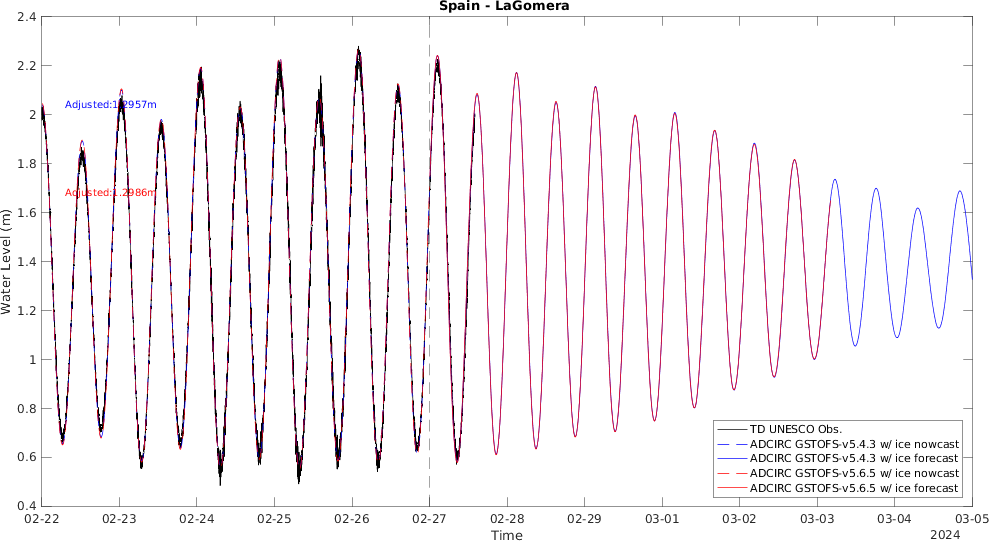 Spain - LaGomera
2.4
2.2
2
1.8
1.6
1.4
1.2
1
0.8
0.6
0.4
Water Level (m)
Adjusted:1.2957m
Adjusted:1.2986m
TD UNESCO Obs.
ADCIRC GSTOFS-v5.4.3 w/ ice nowcast
ADCIRC GSTOFS-v5.4.3 w/ ice forecast
ADCIRC GSTOFS-v5.6.5 w/ ice nowcast
ADCIRC GSTOFS-v5.6.5 w/ ice forecast
02-22 02-23 02-24 02-25 02-26 02-27 02-28 02-29 03-01 03-02 03-03 03-04 03-05
Time
2024